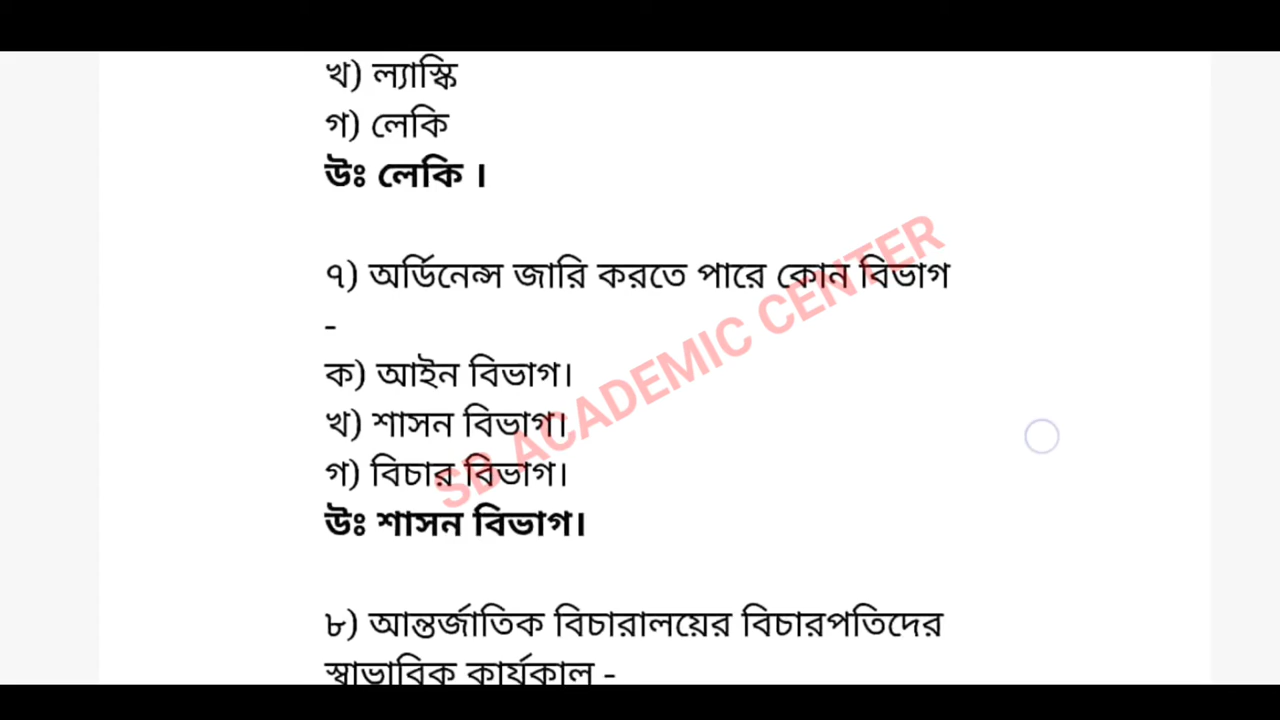 খ) ল্যাস্কি
গ) লেকি
উঃ লেকি ।
৭) অর্ডিনেন্স জারি করতে পারে কোন বিভাগ
-
ক) আইন বিভাগ।
খ) শাসন বিভাগ।
গ) বিচার বিভাগ।
উঃ শাসন বিভাগ।
৮) আন্তর্জাতিক বিচারালয়ের বিচারপতিদের
স্বাভাবিক কার্যকাল -
SB ACADEMIC CENTER